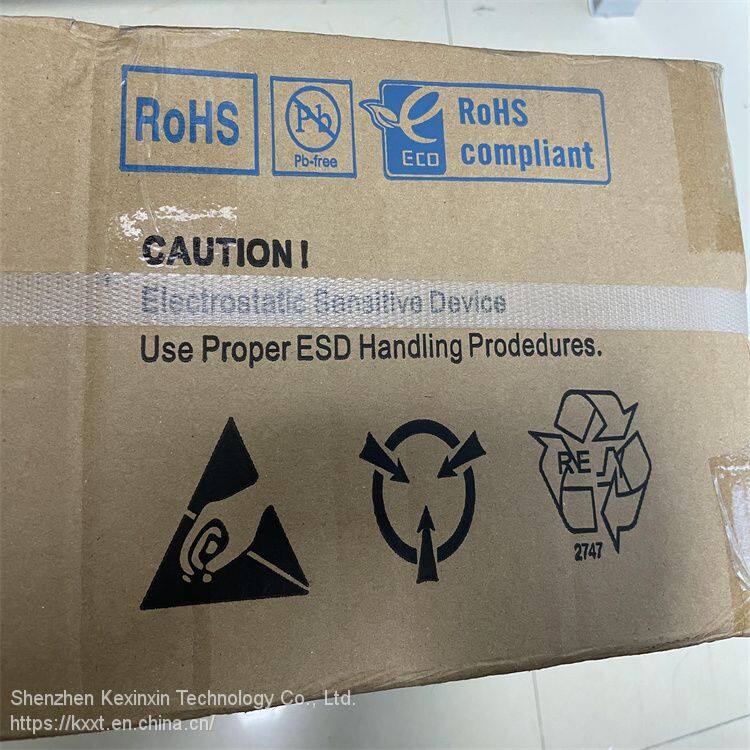 RoHS
Pb
Pb-free
e
ECO
RoHS
compliant
CAUTION!
Electrostatic Sensitive Device
Use Proper ESD Handling Prodedures.
RE
2747
Shenzhen Kexinxin Technology Co., Ltd.
https://kxxt.en.china.cn/